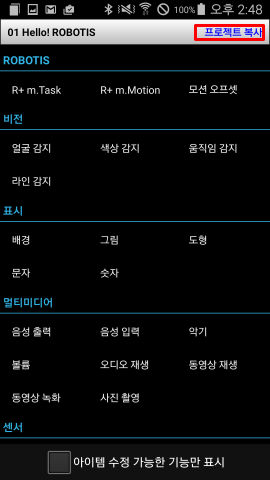 100% 오후 2:48
01 Hello! ROBOTIS 프로젝트 복사
ROBOTIS
R+ m.Task R+ m.Motion 모션 오프셋
비전
얼굴 감지 색상 감지 움직임 감지
라인 감지
표시
배경 그림 도형
문자 숫자
멀티미디어
음성 출력 음성 입력 악기
볼륨 오디오 재생 동영상 재생
동영상 녹화 사진 촬영
센서
아이템 수정 가능한 기능만 표시